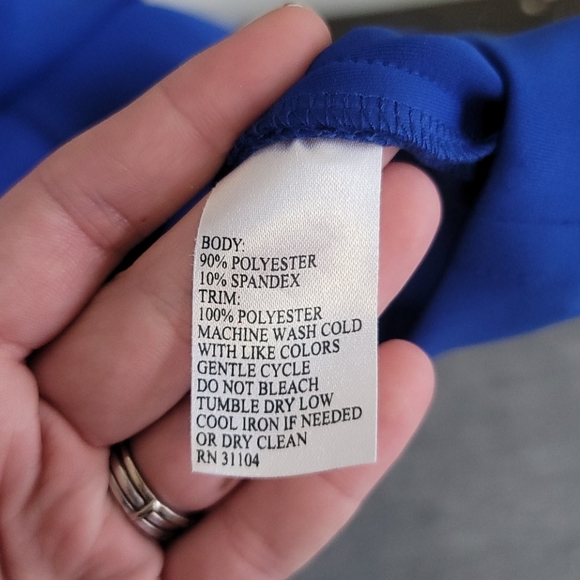 BODY:
90% POLYESTER
10% SPANDEX
TRIM:
100% POLYESTER
MACHINE WASH COLD
WITH LIKE COLORS
GENTLE CYCLE
DO NOT BLEACH
TUMBLE DRY LOW
COOL IRON IF NEEDED
OR DRY CLEAN
RN 31104